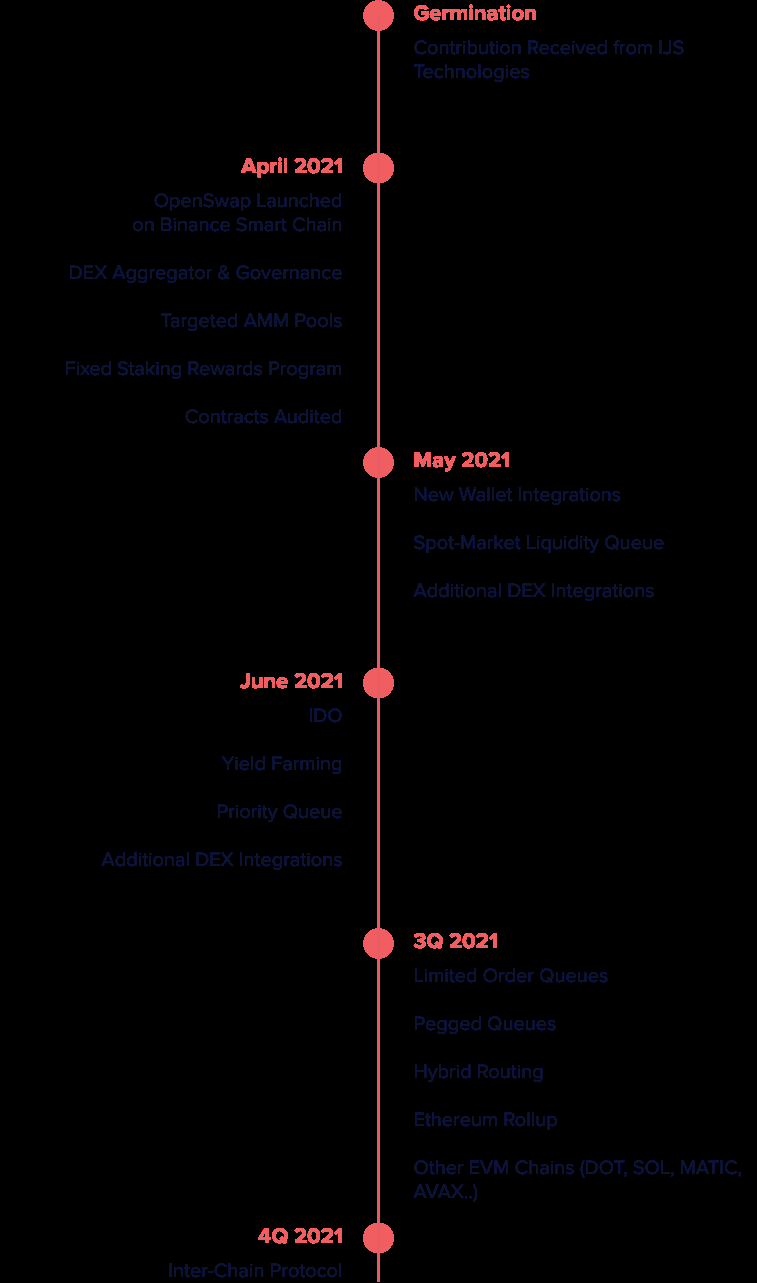 Germination
Contribution Received from IJS
Technologies
April 2021
OpenSwap Launched
on Binance Smart Chain
DEX Aggregator & Governance
Targeted AMM Pools
Fixed Staking Rewards Program
Contracts Audited
May 2021
New Wallet Integrations
Spot-Market Liquidity Queue
Additional DEX Integrations
June 2021
IDO
Yield Farming
Priority Queue
Additional DEX Integrations
3Q 2021
Limited Order Queues
Pegged Queues
Hybrid Routing
Ethereum Rollup
Other EVM Chains (DOT, SOL, MATIC,
AVAX..)
4Q 2021
Inter-Chain Protocol